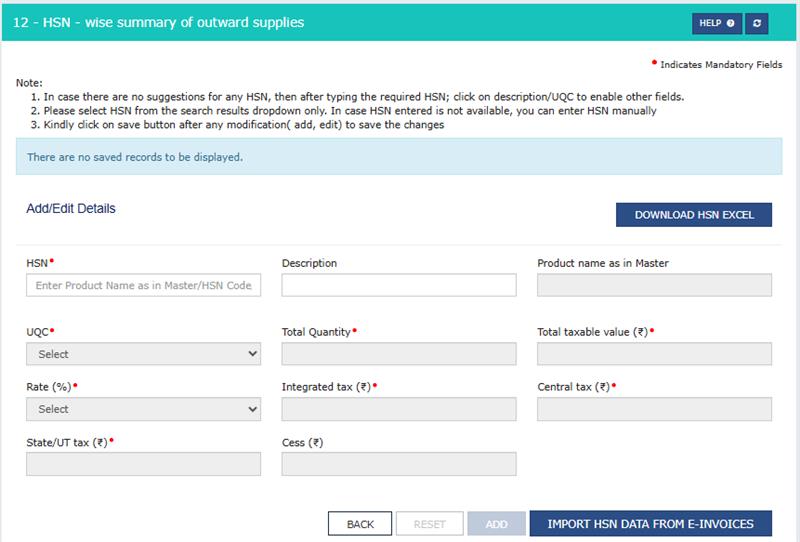 12 - HSN - wise summary of outward supplies
HELP ?
• Indicates Mandatory Fields
Note:
1. In case there are no suggestions for any HSN, then after typing the required HSN; click on description/UQC to enable other fields.
2. Please select HSN from the search results dropdown only. In case HSN entered is not available, you can enter HSN manually
3. Kindly click on save button after any modification( add, edit) to save the changes
There are no saved records to be displayed.
Add/Edit Details
DOWNLOAD HSN EXCEL
HSN• Description Product name as in Master
Enter Product Name as in Master/HSN Code
UQC• Total Quantity• Total taxable value (₹)•
Select
Rate (%)• Integrated tax (₹)• Central tax (₹)•
Select
State/UT tax (₹)• Cess (₹)
BACK RESET ADD IMPORT HSN DATA FROM E-INVOICES